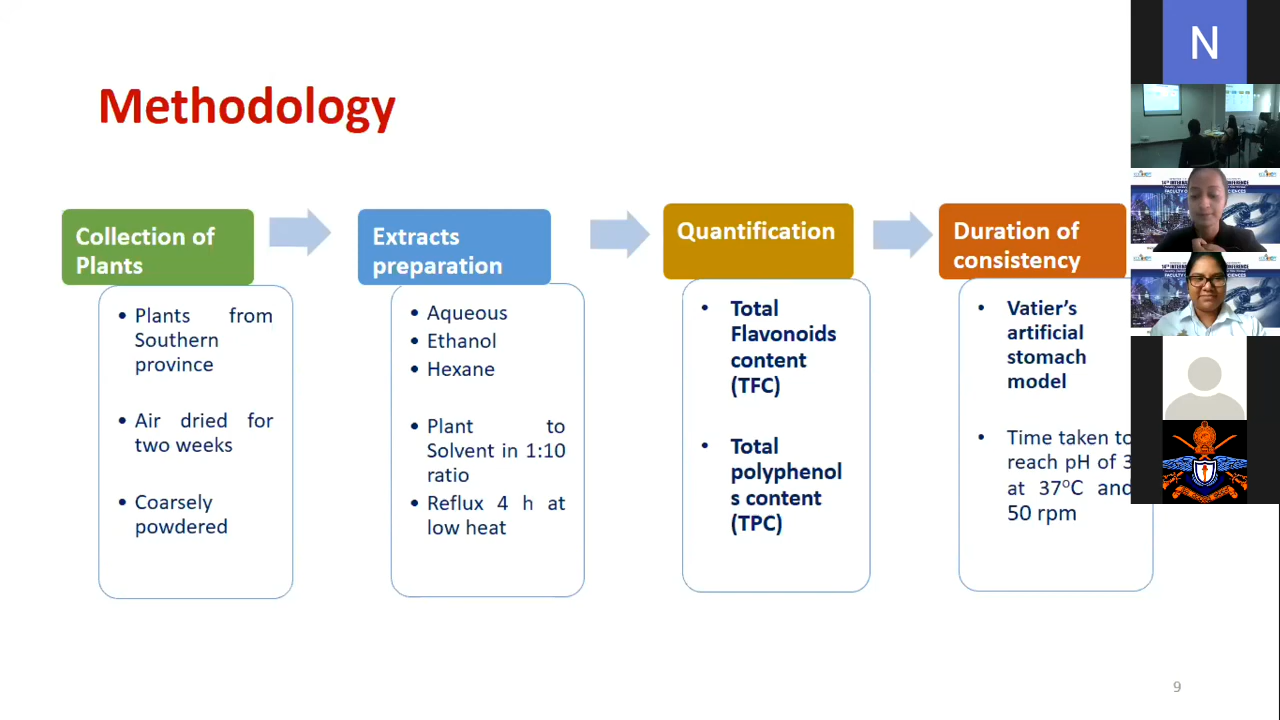 Methodology
Collection of
Plants
• Plants from
Southern
province
• Air dried for
two weeks
• Coarsely
powdered
Extracts
preparation
• Aqueous
• Ethanol
• Hexane
• Plant to
Solvent in 1:10
ratio
• Reflux 4 h at
low heat
Quantification
• Total
Flavonoids
content
(TFC)
• Total
polyphenol
s content
(TPC)
Duration of
consistency
• Vatier's
artificial
stomach
model
• Time taken to
reach pH of 3
at 37°C and
50 rpm
9
N